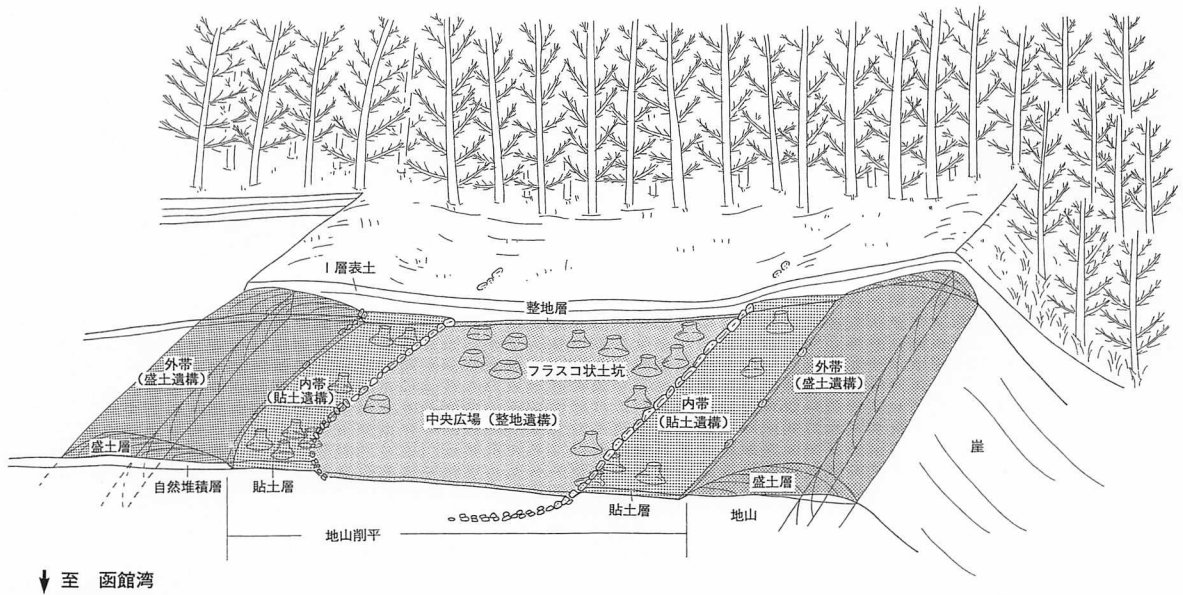 I層表土
整地層
外帯
(盛土遺構)
内帯
(貼土遺構)
フラスコ状土坑
中央広場(整地遺構)
内帯
(貼土遺構)
外帯
(盛土遺構)
崖
盛土層
自然堆積層
貼土層
貼土層
盛土層
地山
地山削平
至 函館湾